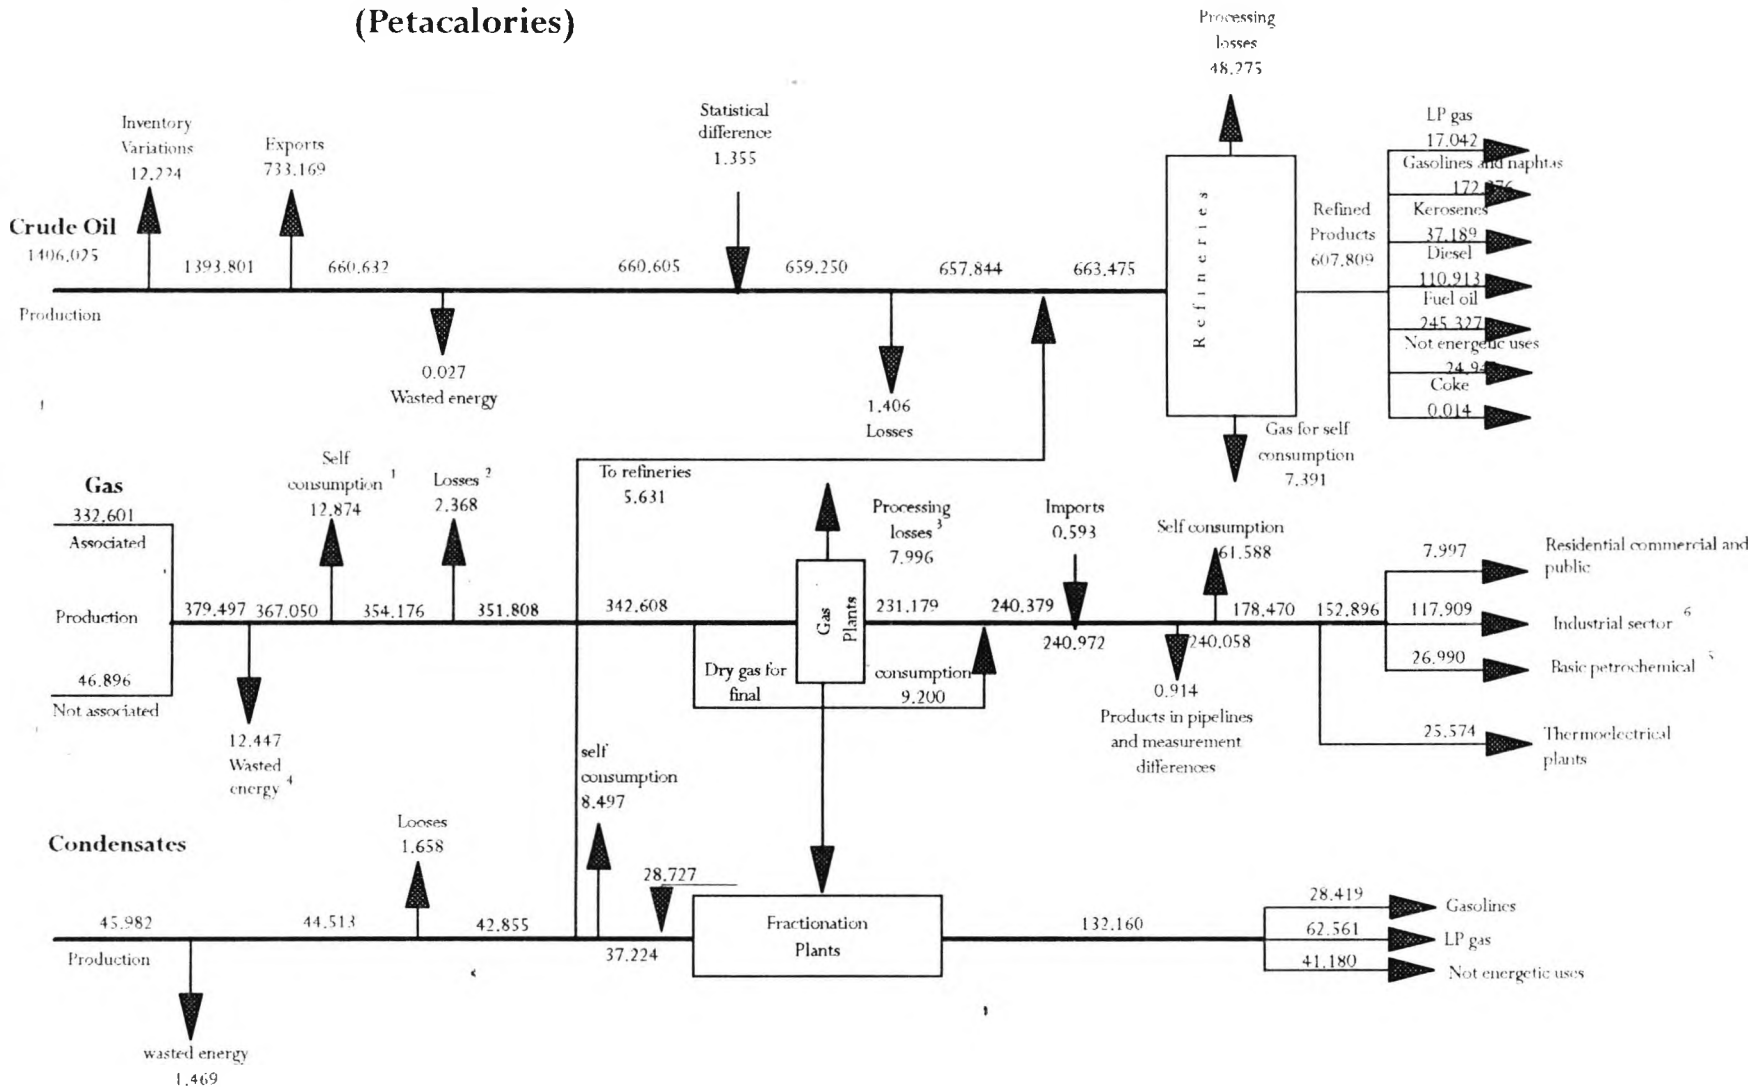 (Petacalories)
Processing
losses
48.275
Inventory
Variations
12.224
Exports
733.169
Statistical
difference
1.355
Crude Oil
1406.025
1393.801
660.632
660.605
659.250
657.844
663.475
Production
0.027
Wasted energy
1.406
Losses
Refineries
Refined
Products
607.809
LP gas
17.042
Gasolines and naphtas
Kerosenes
37.189
Diesel
110.913
Fuel oil
245.327
Not energetic uses
Coke
0.014
Gas for self
consumption
7.391
Gas
332.601
Associated
Production
46.896
Not associated
379.497
367.050
354.176
351.808
342.608
Self
consumption 1
12.874
Losses 2
2.368
To refineries
5.631
12.447
Wasted
energy 4
Gas
Plants
Processing
losses 3
7.996
231.179
240.379
Imports
0.593
240.972
Self consumption
61.588
240.058
178.470
152.896
Dry gas for
final
consumption
9.200
0.914
Products in pipelines
and measurement
differences
7.997
Residential commercial and
public
117.909
Industrial sector 6
26.990
Basic petrochemical 5
25.574
Thermoelectrical
plants
Condensates
45.982
Production
44.513
42.855
Looses
1.658
self
consumption
8.497
28.727
37.224
Fractionation
Plants
132.160
28.419
Gasolines
62.561
LP gas
41.180
Not energetic uses
wasted energy
1.469